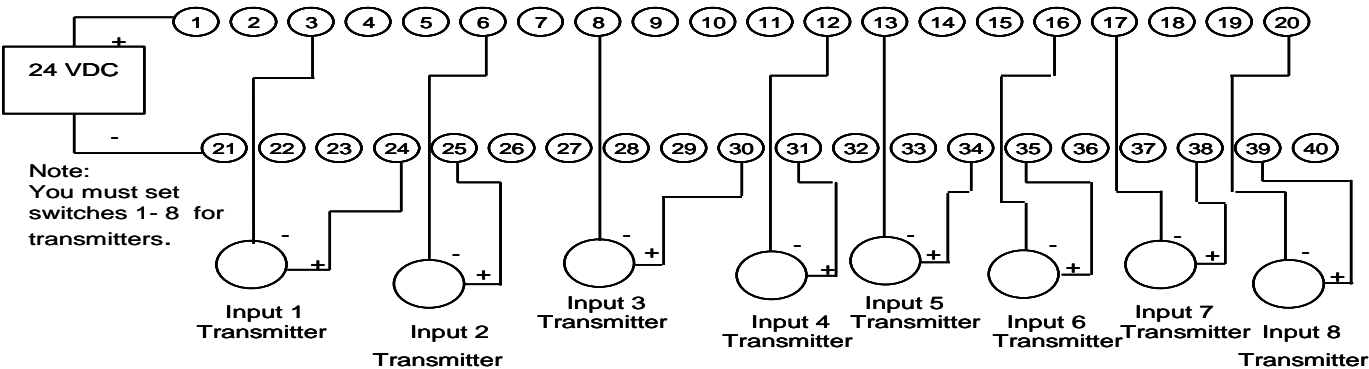 1 2 3 4 5 6 7 8 9 10 11 12 13 14 15 16 17 18 19 20
+
24 VDC
-
21 22 23 24 25 26 27 28 29 30 31 32 33 34 35 36 37 38 39 40
Note:
You must set
switches 1- 8 for
transmitters.
- +
Input 1
Transmitter
- +
Input 2
Transmitter
- +
Input 3
Transmitter
- +
Input 4
Transmitter
- +
Input 5
Transmitter
- +
Input 6
Transmitter
- +
Input 7
Transmitter
- +
Input 8
Transmitter